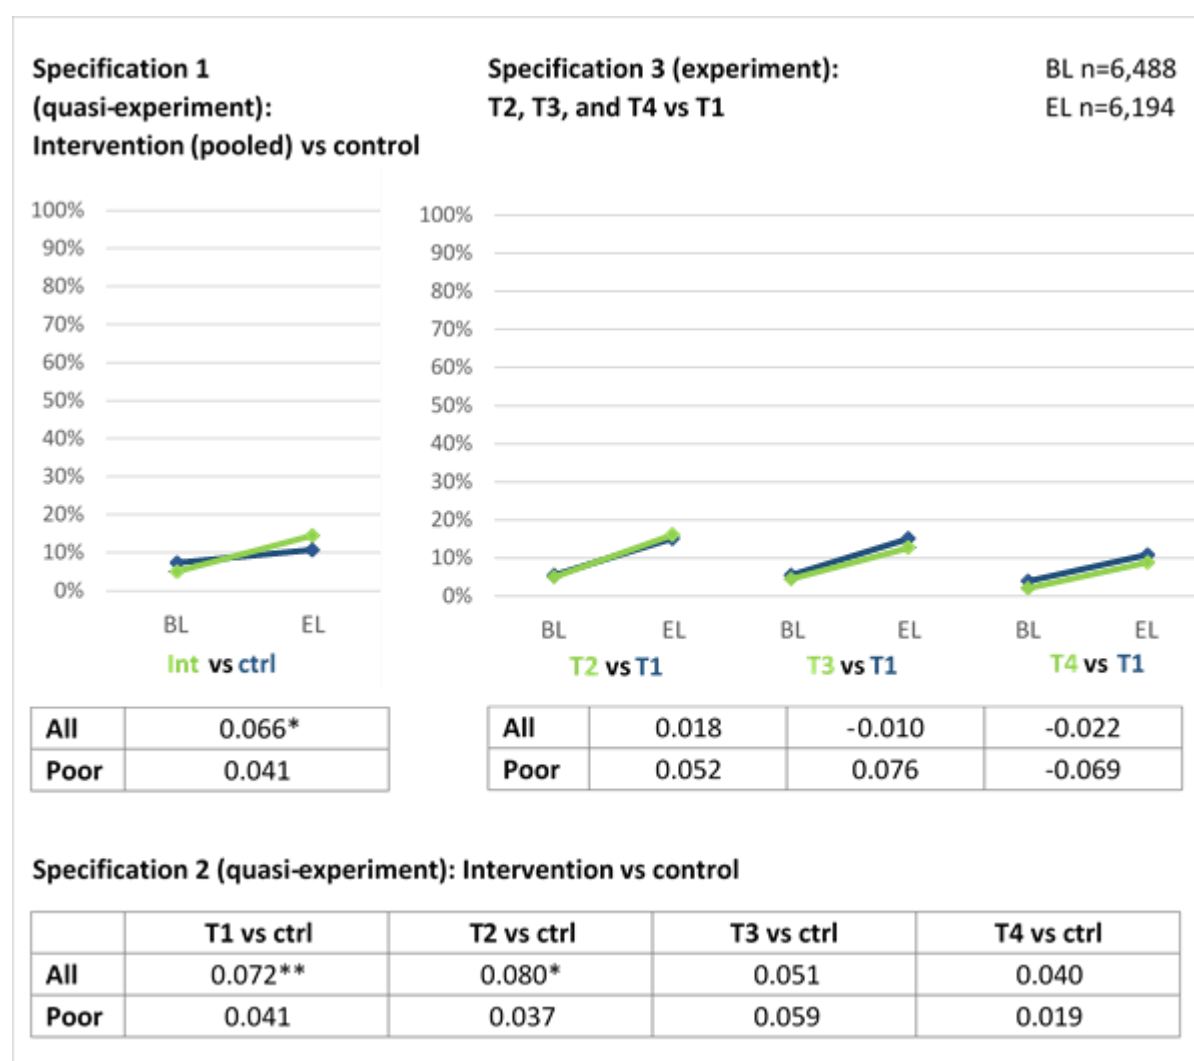 Specification 1
(quasi-experiment):
Intervention (pooled) vs control
Specification 3 (experiment):
T2, T3, and T4 vs T1
BL n=6,488
EL n=6,194
100%
90%
80%
70%
60%
50%
40%
30%
20%
10%
0%
BL EL
Int vs ctrl
100%
90%
80%
70%
60%
50%
40%
30%
20%
10%
0%
BL EL BL EL BL EL
T2 vs T1 T3 vs T1 T4 vs T1
All 0.066*
Poor 0.041
All 0.018 -0.010 -0.022
Poor 0.052 0.076 -0.069
Specification 2 (quasi-experiment): Intervention vs control
T1 vs ctrl T2 vs ctrl T3 vs ctrl T4 vs ctrl
All 0.072** 0.080* 0.051 0.040
Poor 0.041 0.037 0.059 0.019